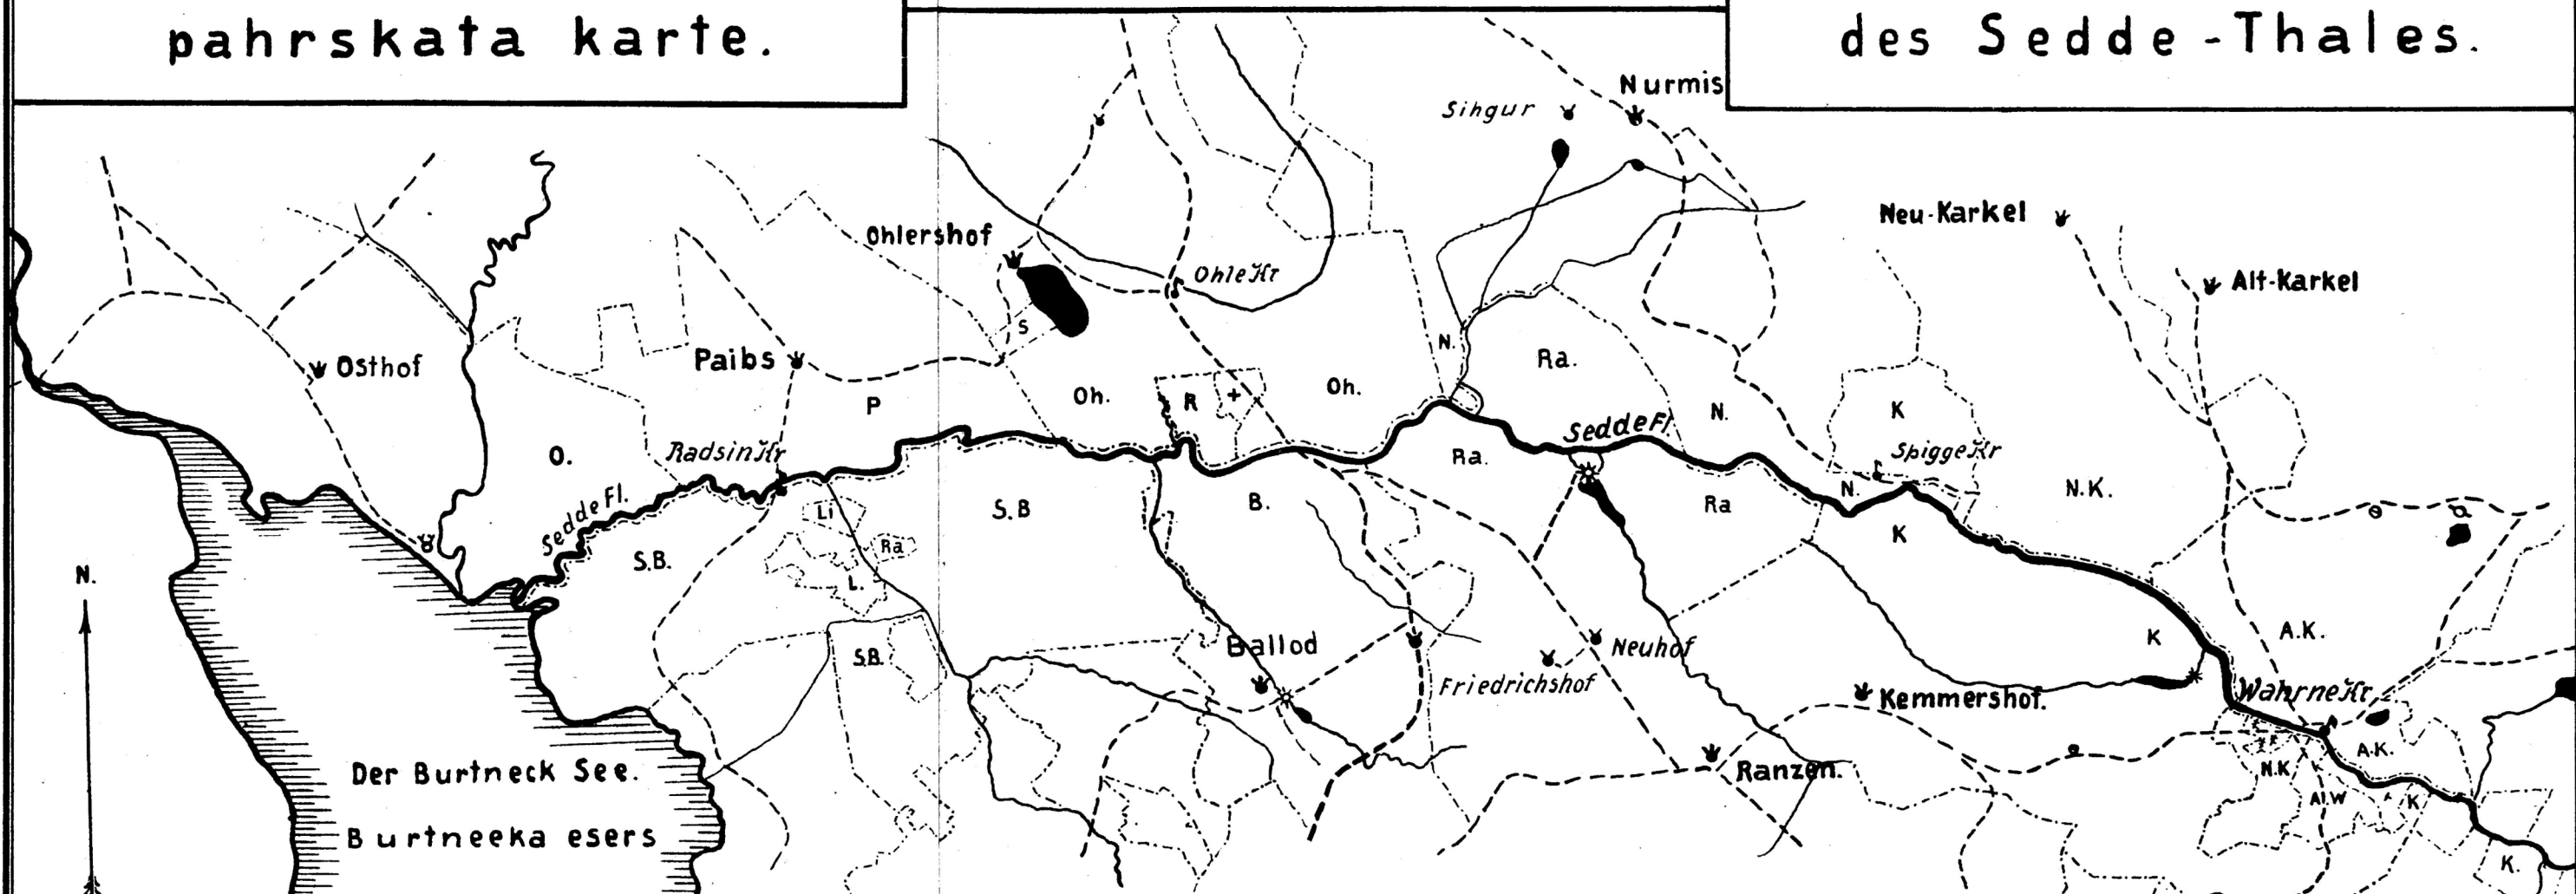 pahrskata karte.
des Sedde-Thales.
Nurmis
Sihgur
Neu-Karkel
Ohlershof
Ohle Kr
Alt-Karkel
S
N.
Ra.
Osthof
Paibs
P
Oh.
R
+
Oh.
N.
K
Sedde Fl.
Spigge Kr
O.
Radsin Kr
Ra.
N.K.
N.
Sedde Fl.
Li
S.B
B.
Ra
K
S.B.
Ra
L.
N.
Ballod
Neuhof
K
A.K.
S.B.
Friedrichshof
Kemmershof.
Wahrne Kr.
Der Burtneck See.
Ranzen.
A.K.
N.K
Burtneeka esers
A.W
K
K.